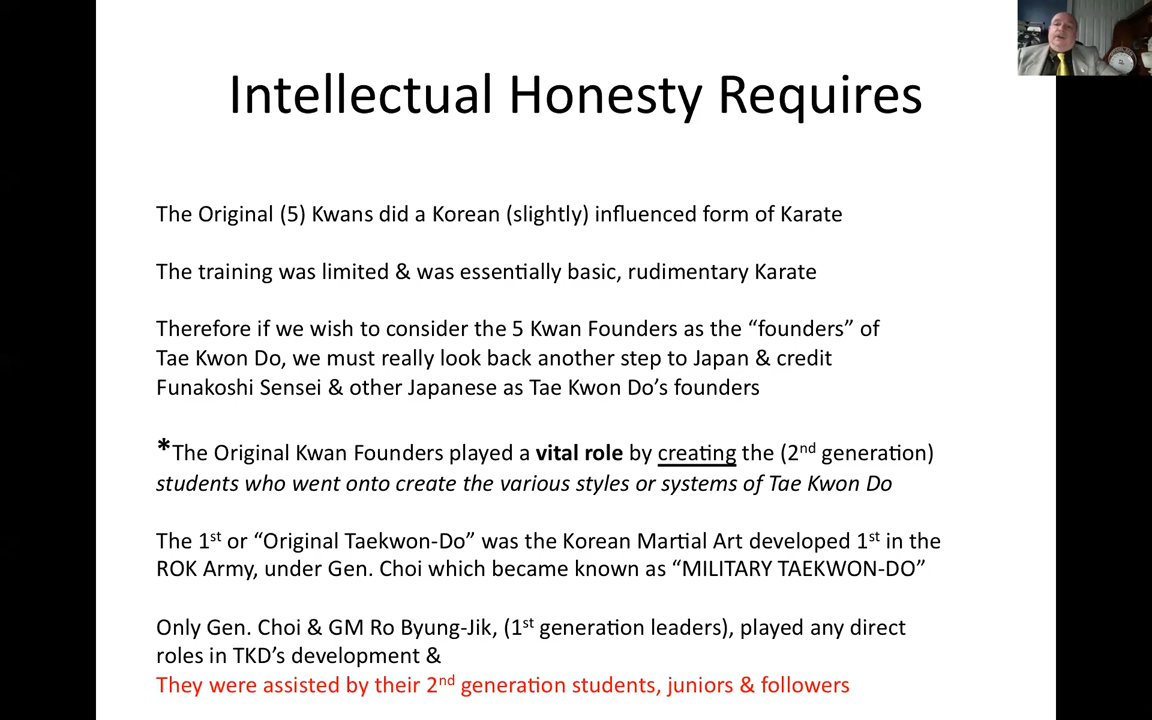 Intellectual Honesty Requires
The Original (5) Kwans did a Korean (slightly) influenced form of Karate
The training was limited & was essentially basic, rudimentary Karate
Therefore if we wish to consider the 5 Kwan Founders as the “founders” of
Tae Kwon Do, we must really look back another step to Japan & credit
Funakoshi Sensei & other Japanese as Tae Kwon Do’s founders
*The Original Kwan Founders played a vital role by creating the (2nd generation)
students who went onto create the various styles or systems of Tae Kwon Do
The 1st or “Original Taekwon-Do” was the Korean Martial Art developed 1st in the
ROK Army, under Gen. Choi which became known as “MILITARY TAEKWON-DO”
Only Gen. Choi & GM Ro Byung-Jik, (1st generation leaders), played any direct
roles in TKD’s development &
They were assisted by their 2nd generation students, juniors & followers